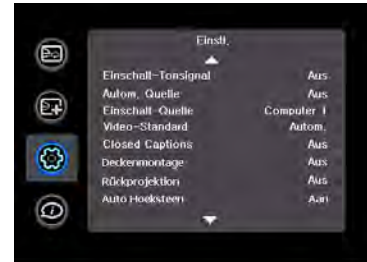 Einstl.
Einschalt-Tonsignal Aus
Autom. Quelle Aus
Einschalt-Quelle Computer 1
Video-Standard Autom.
Closed Captions Aus
Deckenmontage Aus
Rückprojektion Aus
Auto Hoeksteen Aan